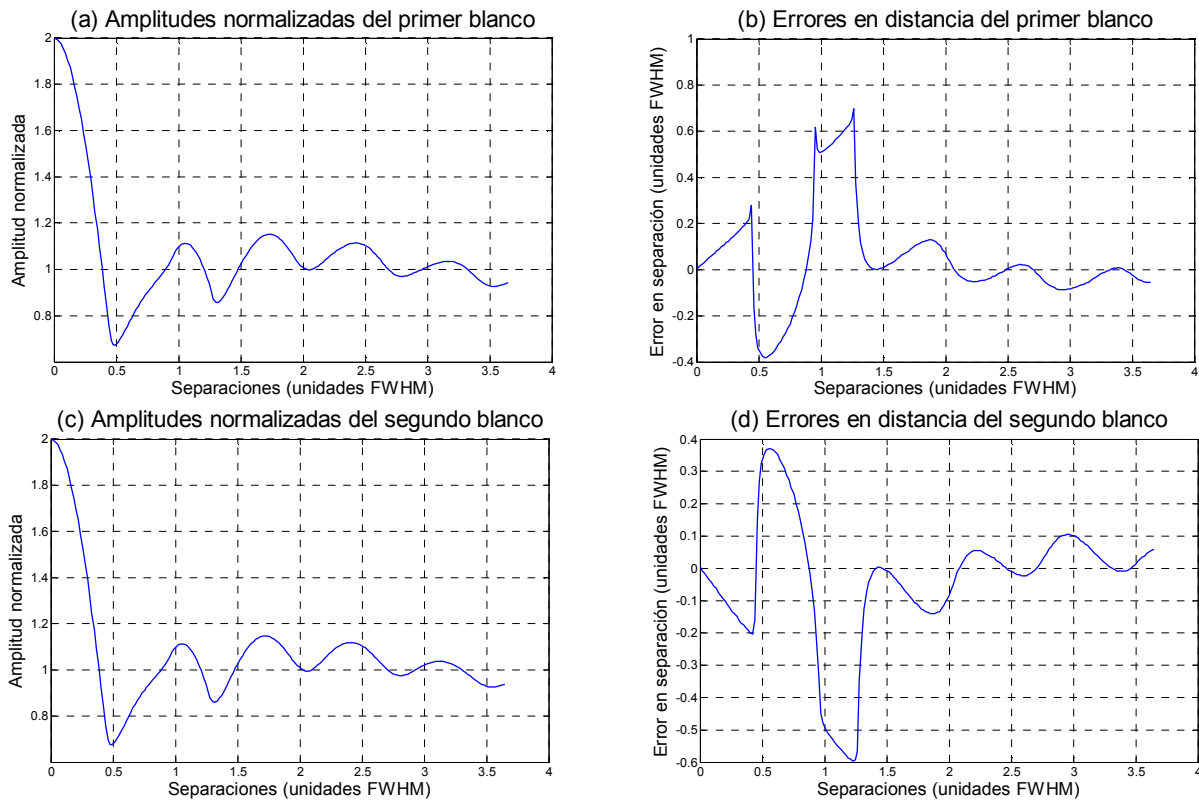 (a) Amplitudes normalizadas del primer blanco
2
1.8
1.6
1.4
1.2
1
0.8
Amplitud normalizada
0 0.5 1 1.5 2 2.5 3 3.5 4
Separaciones (unidades FWHM)
(b) Errores en distancia del primer blanco
1
0.8
0.6
0.4
0.2
0
-0.2
-0.4
Error en separación (unidades FWHM)
0 0.5 1 1.5 2 2.5 3 3.5 4
Separaciones (unidades FWHM)
(c) Amplitudes normalizadas del segundo blanco
2
1.8
1.6
1.4
1.2
1
0.8
Amplitud normalizada
0 0.5 1 1.5 2 2.5 3 3.5 4
Separaciones (unidades FWHM)
(d) Errores en distancia del segundo blanco
0.4
0.3
0.2
0.1
0
-0.1
-0.2
-0.3
-0.4
-0.5
-0.6
Error en separación (unidades FWHM)
0 0.5 1 1.5 2 2.5 3 3.5 4
Separaciones (unidades FWHM)